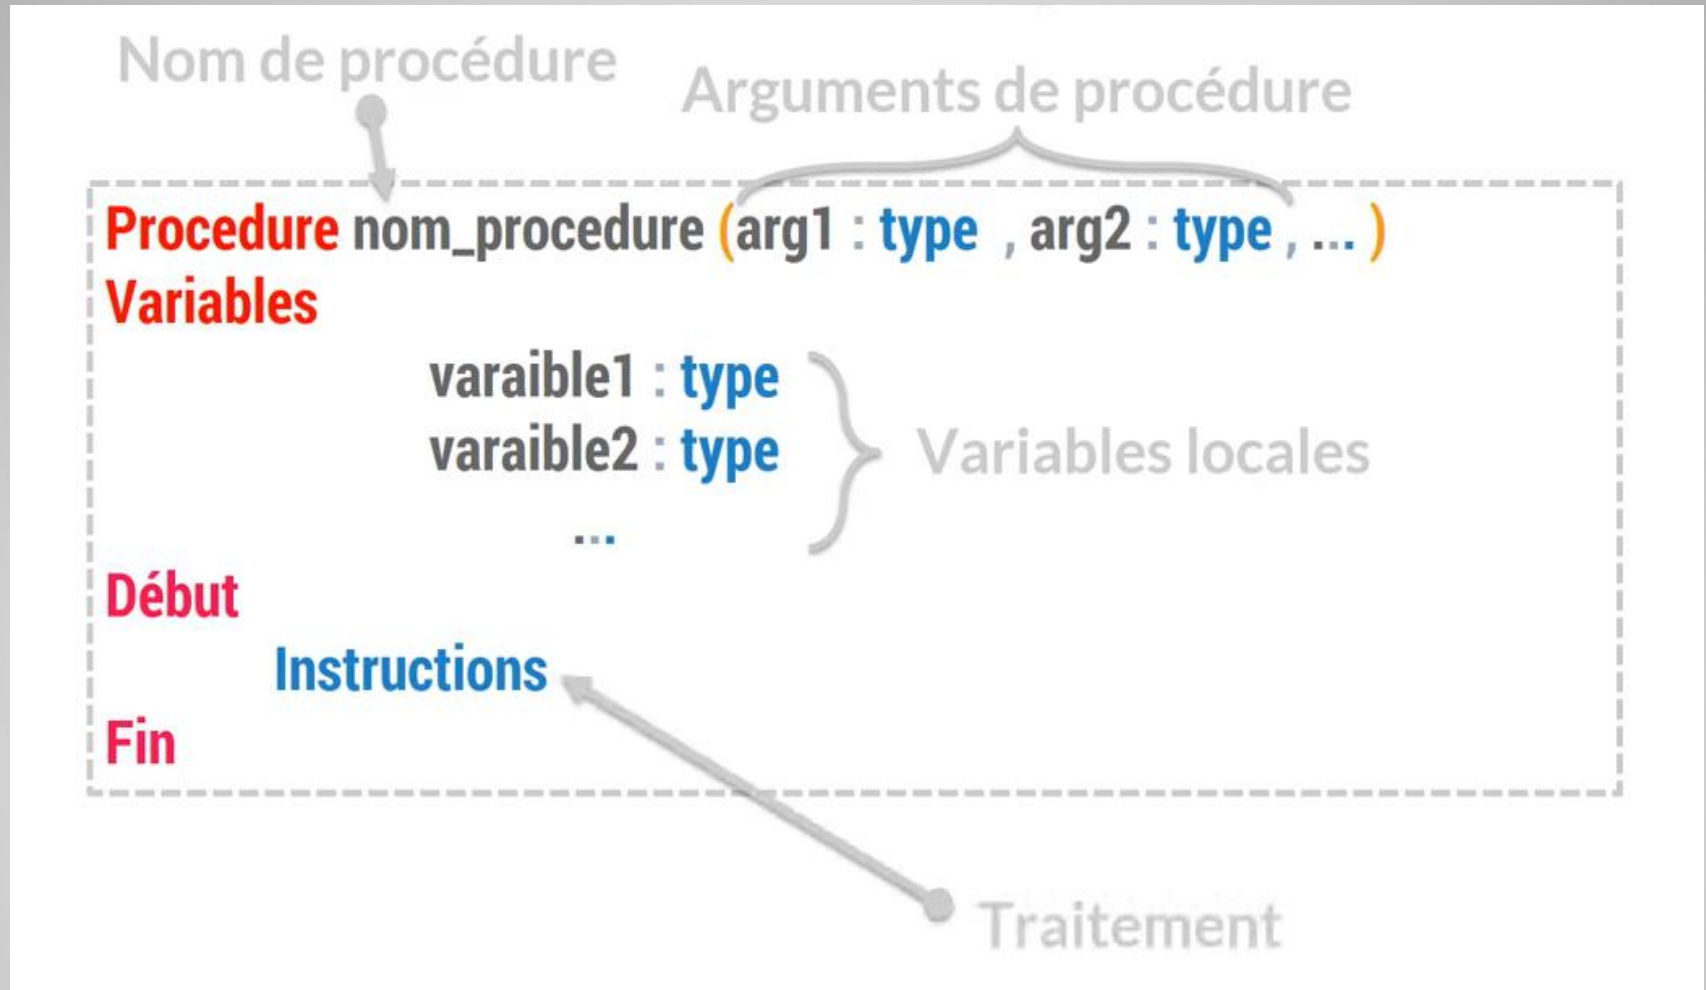 Nom de procédure
Arguments de procédure
Procedure nom_procedure (arg1 : type , arg2 : type , ... )
Variables
varaible1 : type
varaible2 : type
...
Variables locales
Début
Instructions
Fin
Traitement